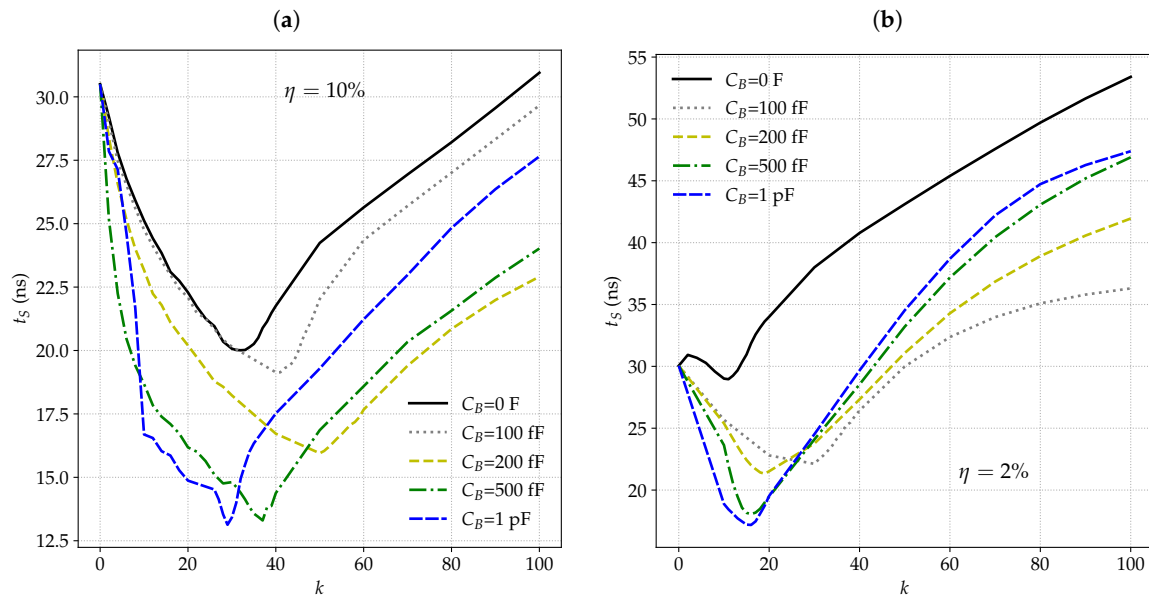 (a)
30.0
27.5
25.0
22.5
20.0
17.5
15.0
12.5
t_S (ns)
η = 10%
C_B=0 F
C_B=100 fF
C_B=200 fF
C_B=500 fF
C_B=1 pF
0 20 40 60 80 100
k
(b)
55
50
45
40
35
30
25
20
t_S (ns)
C_B=0 F
C_B=100 fF
C_B=200 fF
C_B=500 fF
C_B=1 pF
η = 2%
0 20 40 60 80 100
k